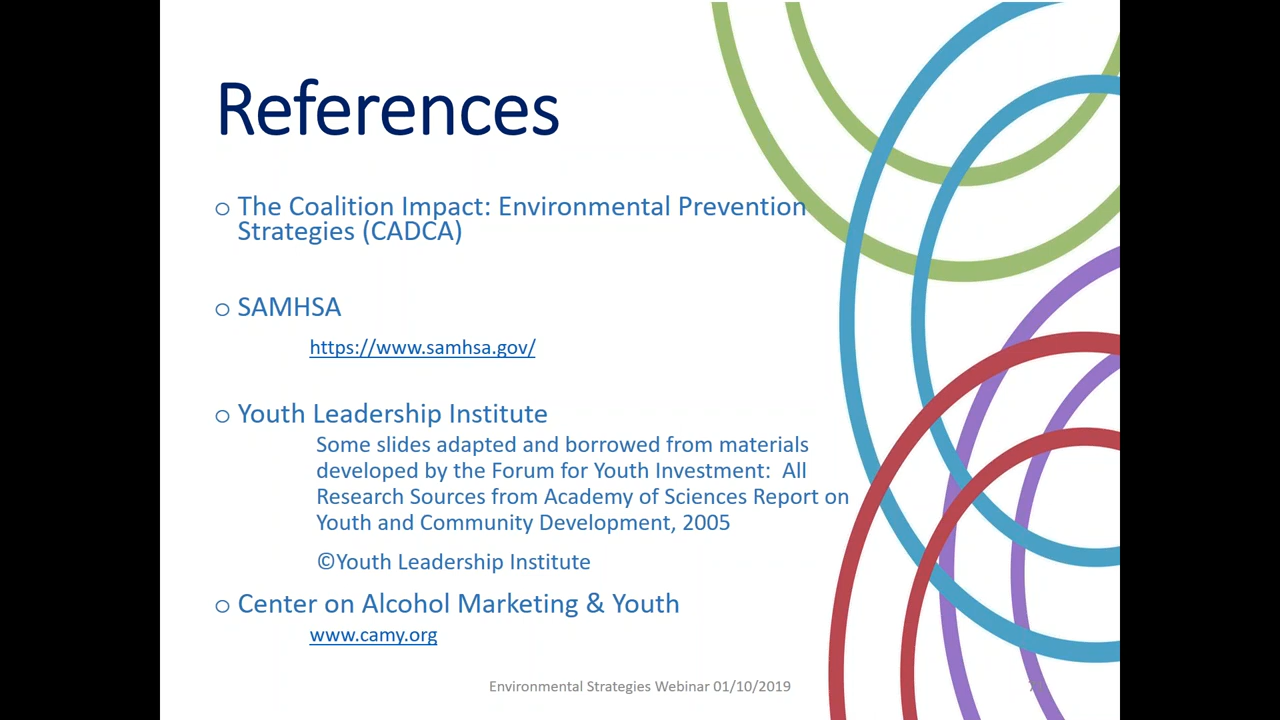 References
o The Coalition Impact: Environmental Prevention
Strategies (CADCA)
o SAMHSA
https://www.samhsa.gov/
o Youth Leadership Institute
Some slides adapted and borrowed from materials
developed by the Forum for Youth Investment:  All
Research Sources from Academy of Sciences Report on
Youth and Community Development, 2005
©Youth Leadership Institute
o Center on Alcohol Marketing & Youth
www.camy.org
Environmental Strategies Webinar 01/10/2019